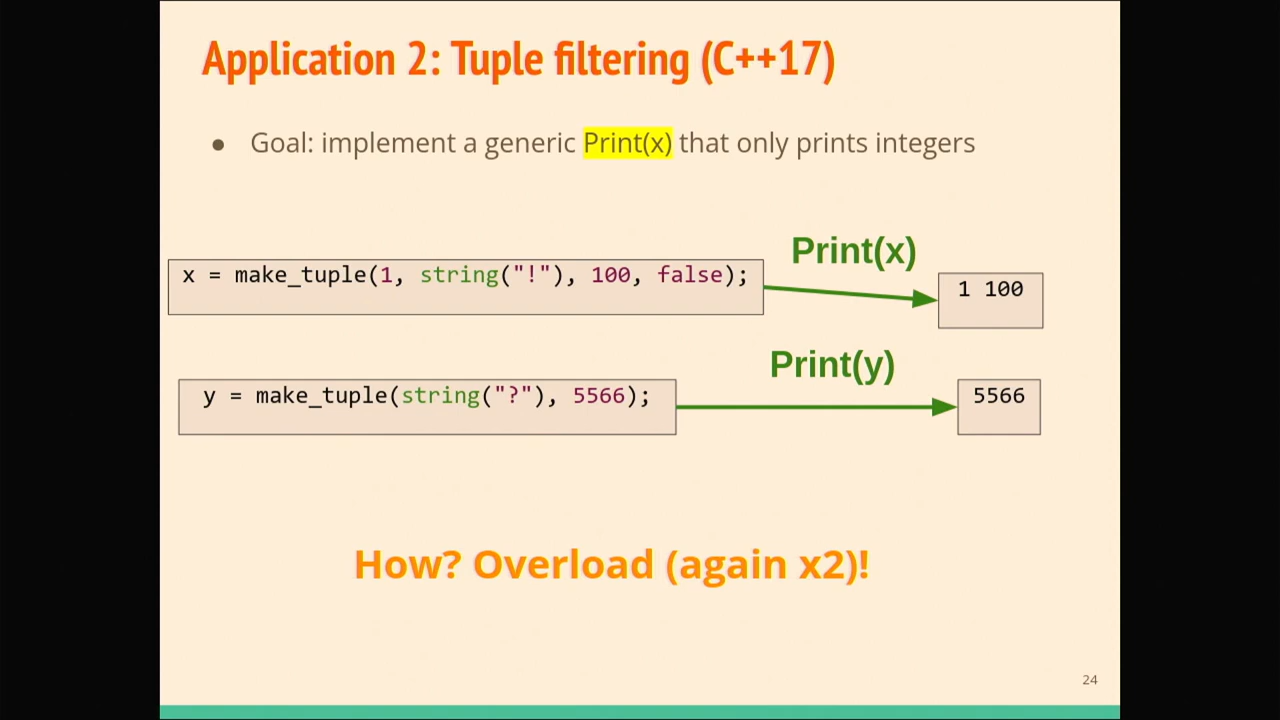 Application 2: Tuple filtering (C++17)
● Goal: implement a generic Print(x) that only prints integers
Print(x)
x = make_tuple(1, string("!"), 100, false);
1 100
Print(y)
y = make_tuple(string("?"), 5566);
5566
How? Overload (again x2)!
24